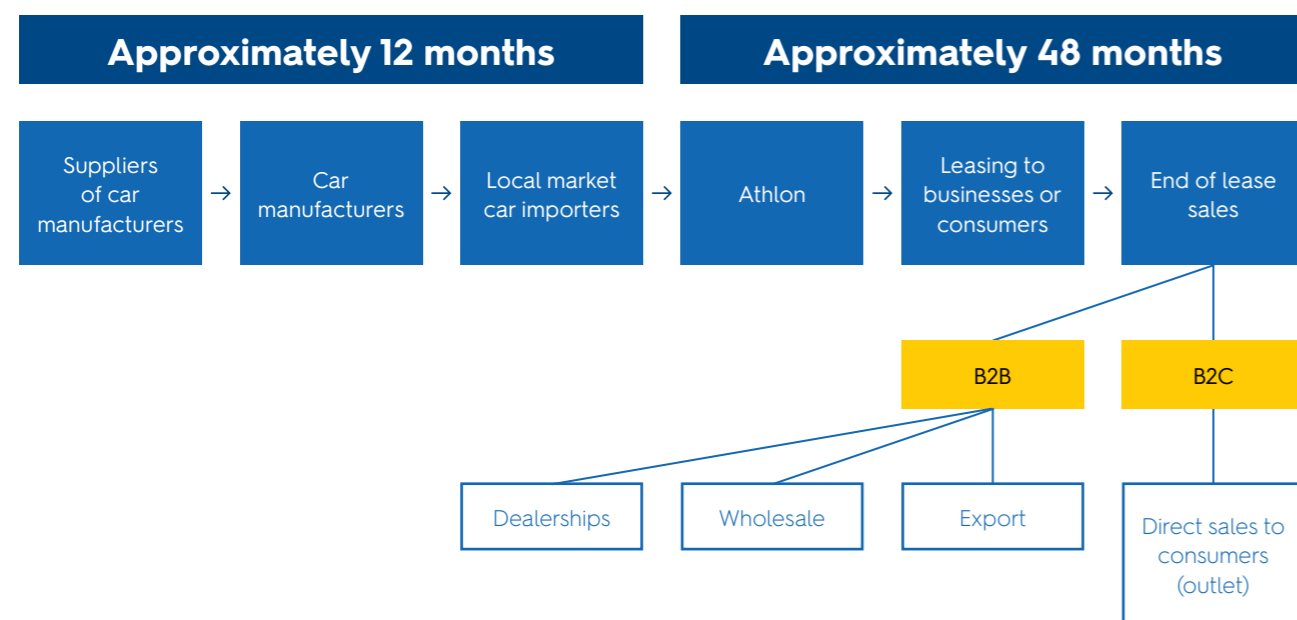 Approximately 12 months
Approximately 48 months
Suppliers
of car
manufacturers
→
Car
manufacturers
→
Local market
car importers
→
Athlon
→
Leasing to
businesses or
consumers
→
End of lease
sales
B2B
B2C
Dealerships
Wholesale
Export
Direct sales to
consumers
(outlet)